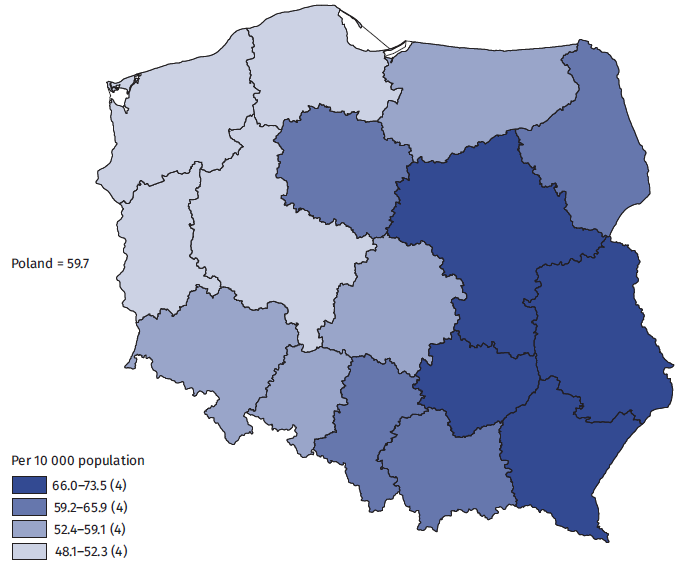 Poland = 59.7
Per 10 000 population
66.0–73.5 (4)
59.2–65.9 (4)
52.4–59.1 (4)
48.1–52.3 (4)